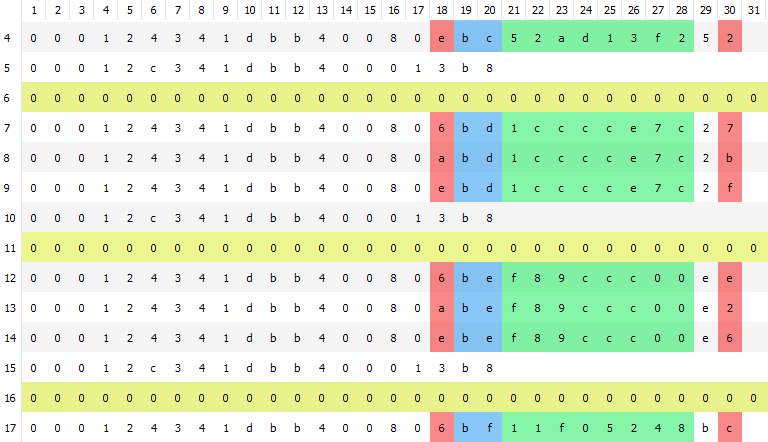 1 2 3 4 5 6 7 8 9 10 11 12 13 14 15 16 17 18 19 20 21 22 23 24 25 26 27 28 29 30 31
4 0 0 0 1 2 4 3 4 1 d b b 4 0 0 8 0 e b c 5 2 a d 1 3 f 2 5 2
5 0 0 0 1 2 c 3 4 1 d b b 4 0 0 0 1 3 b 8
6 0 0 0 0 0 0 0 0 0 0 0 0 0 0 0 0 0 0 0 0 0 0 0 0 0 0 0 0 0 0 0
7 0 0 0 1 2 4 3 4 1 d b b 4 0 0 8 0 6 b d 1 c c c c e 7 c 2 7
8 0 0 0 1 2 4 3 4 1 d b b 4 0 0 8 0 a b d 1 c c c c e 7 c 2 b
9 0 0 0 1 2 4 3 4 1 d b b 4 0 0 8 0 e b d 1 c c c c e 7 c 2 f
10 0 0 0 1 2 c 3 4 1 d b b 4 0 0 0 1 3 b 8
11 0 0 0 0 0 0 0 0 0 0 0 0 0 0 0 0 0 0 0 0 0 0 0 0 0 0 0 0 0 0 0
12 0 0 0 1 2 4 3 4 1 d b b 4 0 0 8 0 6 b e f 8 9 c c c 0 0 e e
13 0 0 0 1 2 4 3 4 1 d b b 4 0 0 8 0 a b e f 8 9 c c c 0 0 e 2
14 0 0 0 1 2 4 3 4 1 d b b 4 0 0 8 0 e b e f 8 9 c c c 0 0 e 6
15 0 0 0 1 2 c 3 4 1 d b b 4 0 0 0 1 3 b 8
16 0 0 0 0 0 0 0 0 0 0 0 0 0 0 0 0 0 0 0 0 0 0 0 0 0 0 0 0 0 0 0
17 0 0 0 1 2 4 3 4 1 d b b 4 0 0 8 0 6 b f 1 1 f 0 5 2 4 8 b c